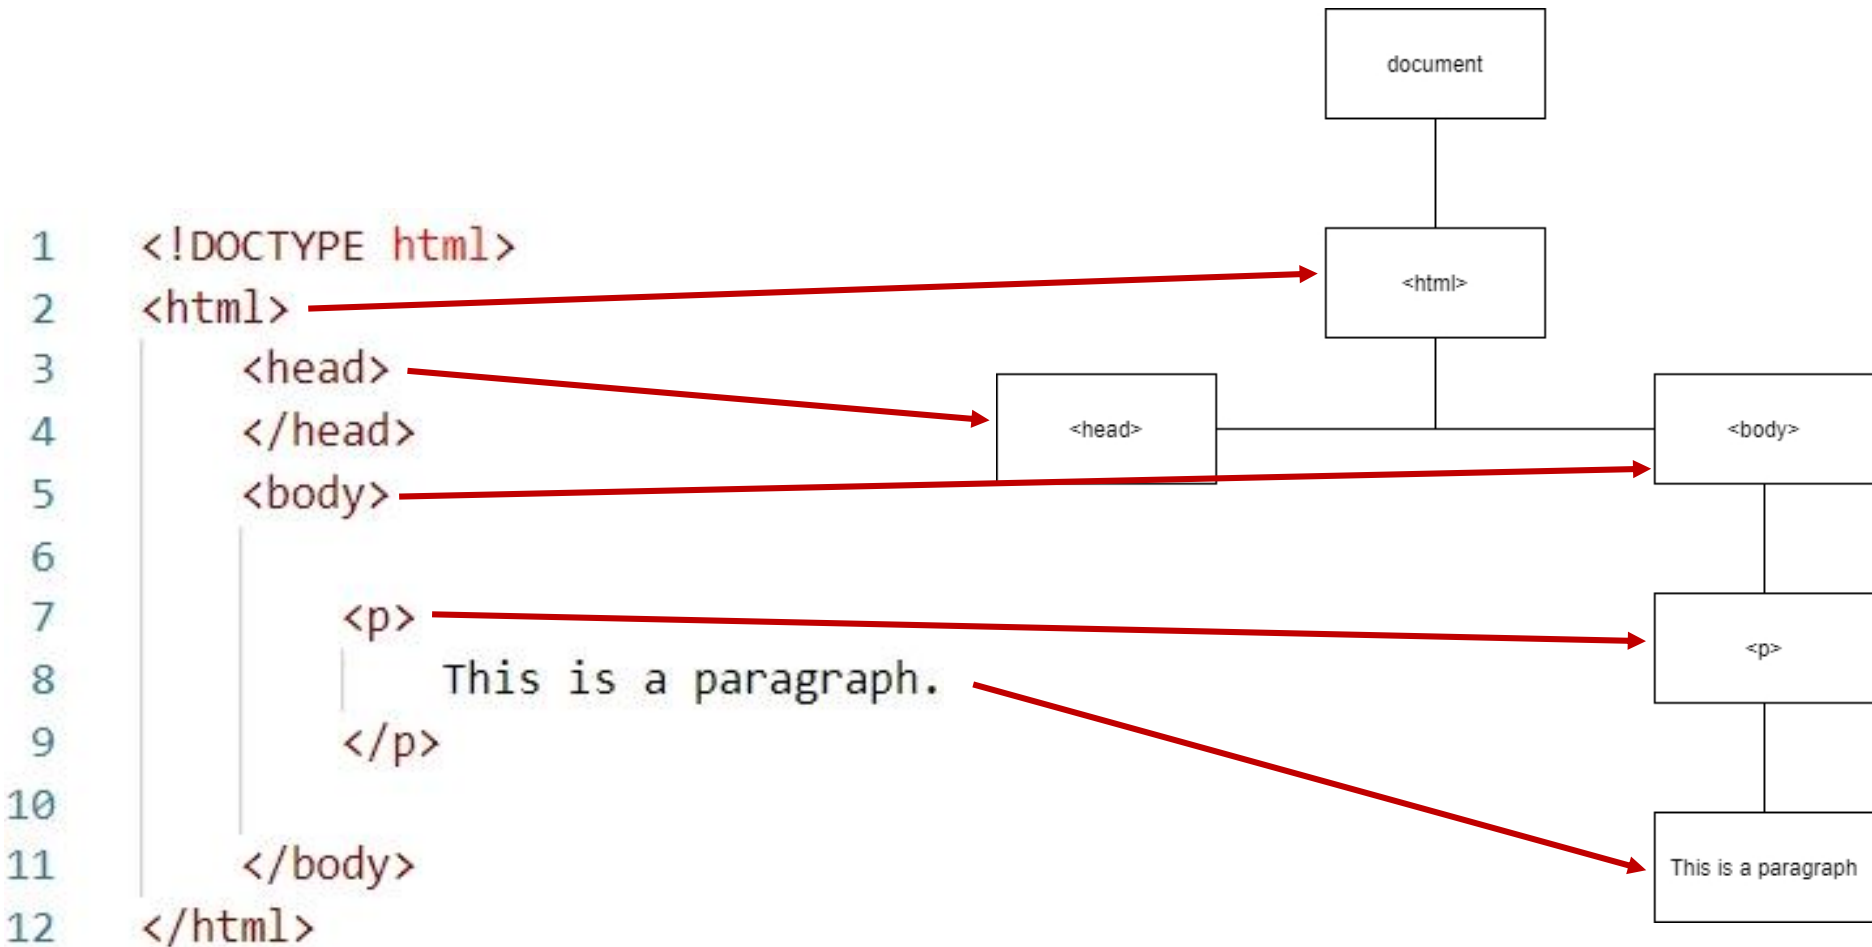 1 <!DOCTYPE html>
2 <html>
3 <head>
4 </head>
5 <body>
6
7 <p>
8 This is a paragraph.
9 </p>
10
11 </body>
12 </html>
document
<html>
<head>
<body>
<p>
This is a paragraph